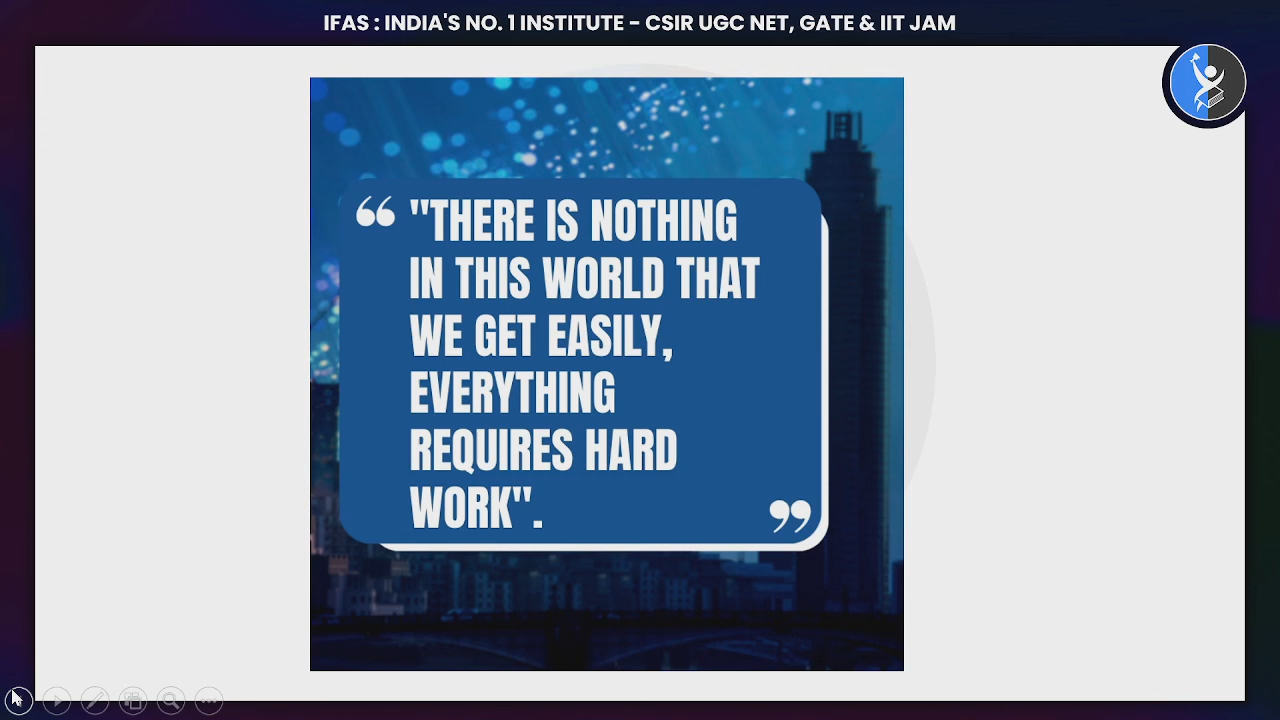 IFAS : INDIA'S NO. 1 INSTITUTE - CSIR UGC NET, GATE & IIT JAM
“ "THERE IS NOTHING
IN THIS WORLD THAT
WE GET EASILY,
EVERYTHING
REQUIRES HARD
WORK". ”